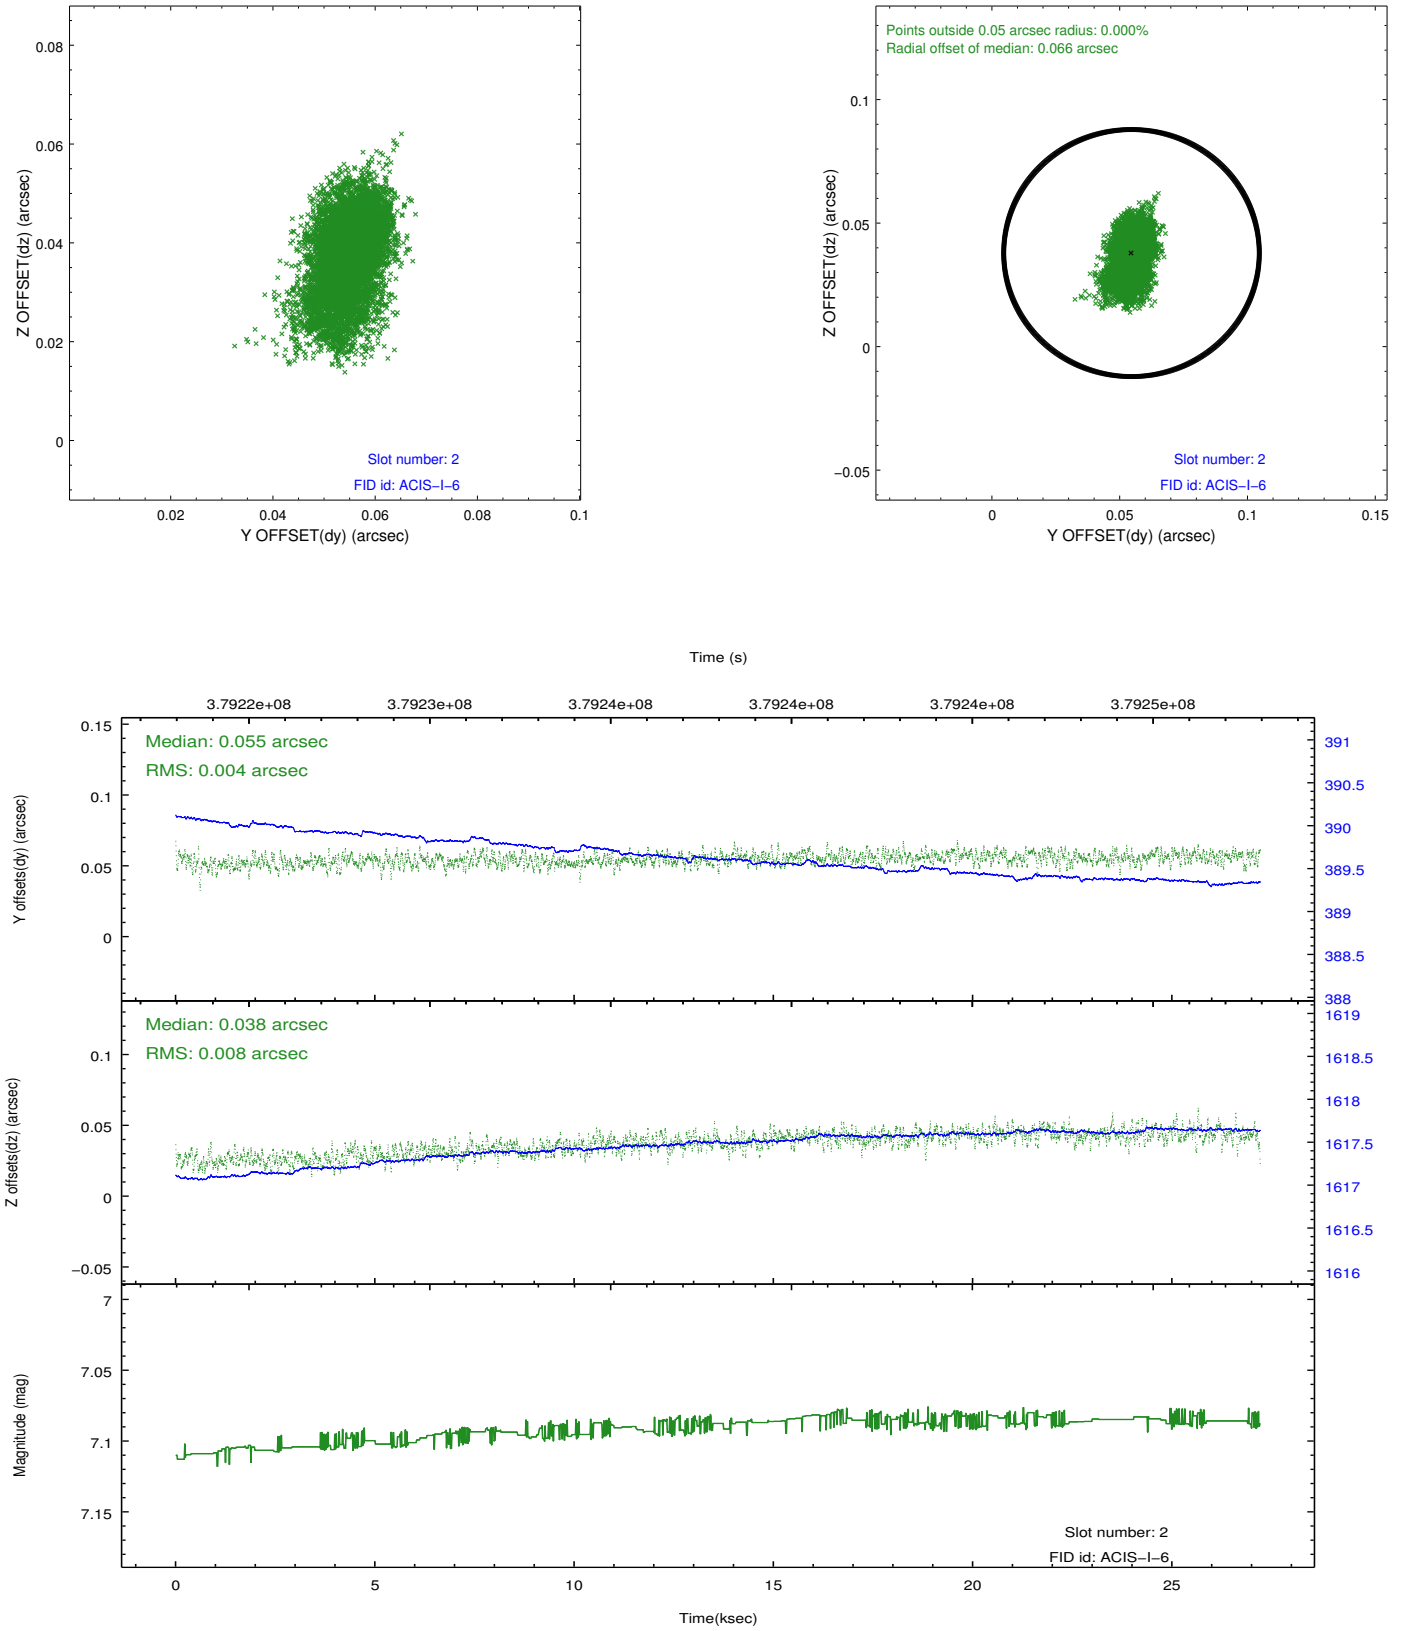 0.08
0.06
0.04
0.02
0
Z OFFSET(dz) (arcsec)
Slot number: 2
FID id: ACIS−I−6
0.02 0.04 0.06 0.08 0.1
Y OFFSET(dy) (arcsec)
Points outside 0.05 arcsec radius: 0.000%
Radial offset of median: 0.066 arcsec
0.1
0.05
0
−0.05
Z OFFSET(dz) (arcsec)
Slot number: 2
FID id: ACIS−I−6
0 0.05 0.1 0.15
Y OFFSET(dy) (arcsec)
Time (s)
3.7922e+08 3.7923e+08 3.7924e+08 3.7924e+08 3.7924e+08 3.7925e+08
Median: 0.055 arcsec
RMS: 0.004 arcsec
0.15
0.1
0.05
0
Y offsets(dy) (arcsec)
391
390.5
390
389.5
389
388.5
388
Median: 0.038 arcsec
RMS: 0.008 arcsec
0.1
0.05
0
−0.05
Z offsets(dz) (arcsec)
1619
1618.5
1618
1617.5
1617
1616.5
1616
7
7.05
7.1
7.15
Magnitude (mag)
Slot number: 2
FID id: ACIS−I−6
0 5 10 15 20 25
Time(ksec)